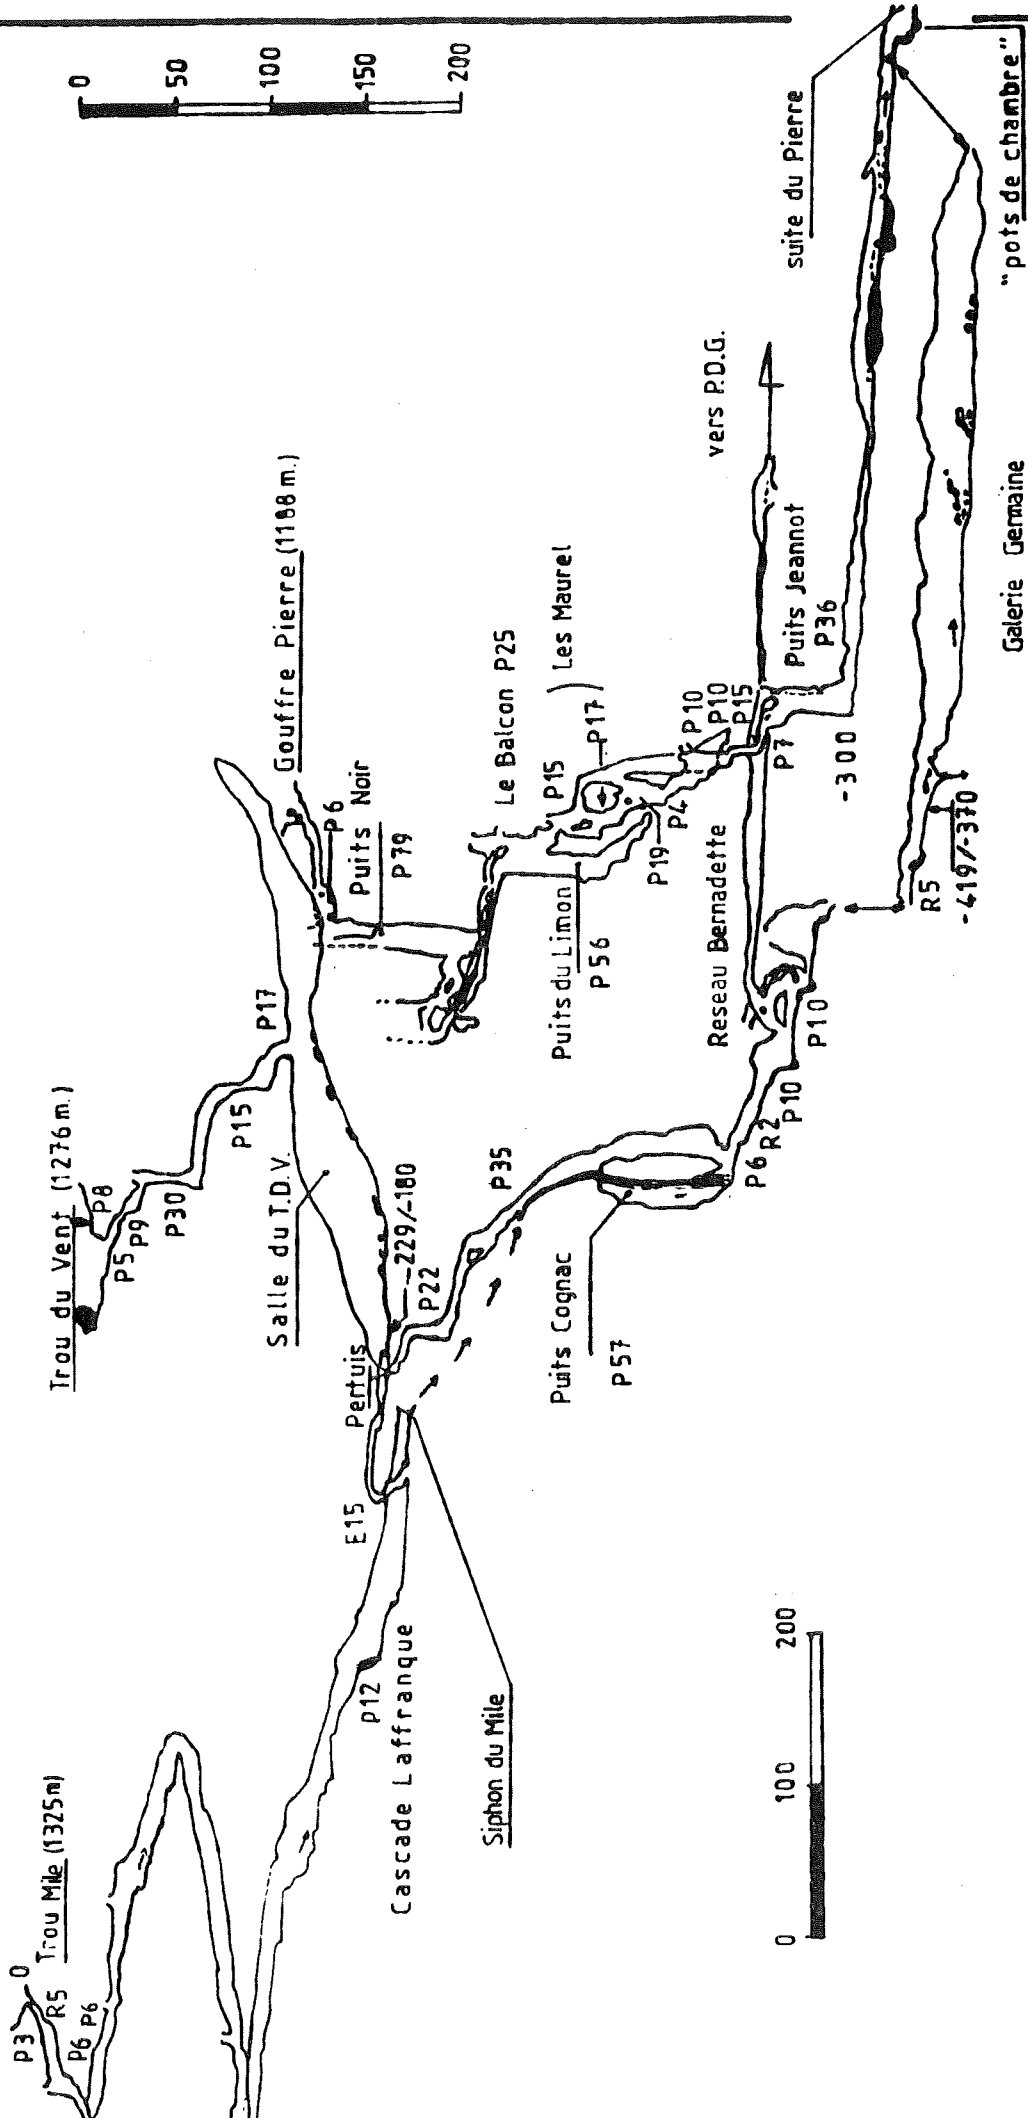 P3
0
R5
Trou Mile (1325m)
P6
P6
Trou du Vent (1276m.)
P8
P5
P9
P30
P15
P17
Salle du T.D.V.
0
50
100
150
200
Gouffre Pierre (1188m.)
P6
Puits Noir
P79
E15
Pertuis
-229/-180
P22
P12
Cascade Laffranque
Siphon du Mile
P35
Puits Cognac
P57
Le Balcon P25
P15
P17
Les Maurel
Puits du Limon
P56
P19
P4
P10
P10
P15
P7
Reseau Bernadette
vers P.D.G.
Puits Jeannot
P36
-300
P6
R2
P10
P10
R5
-419/-370
suite du Pierre
Galerie Germaine
"pots de chambre"
0
100
200